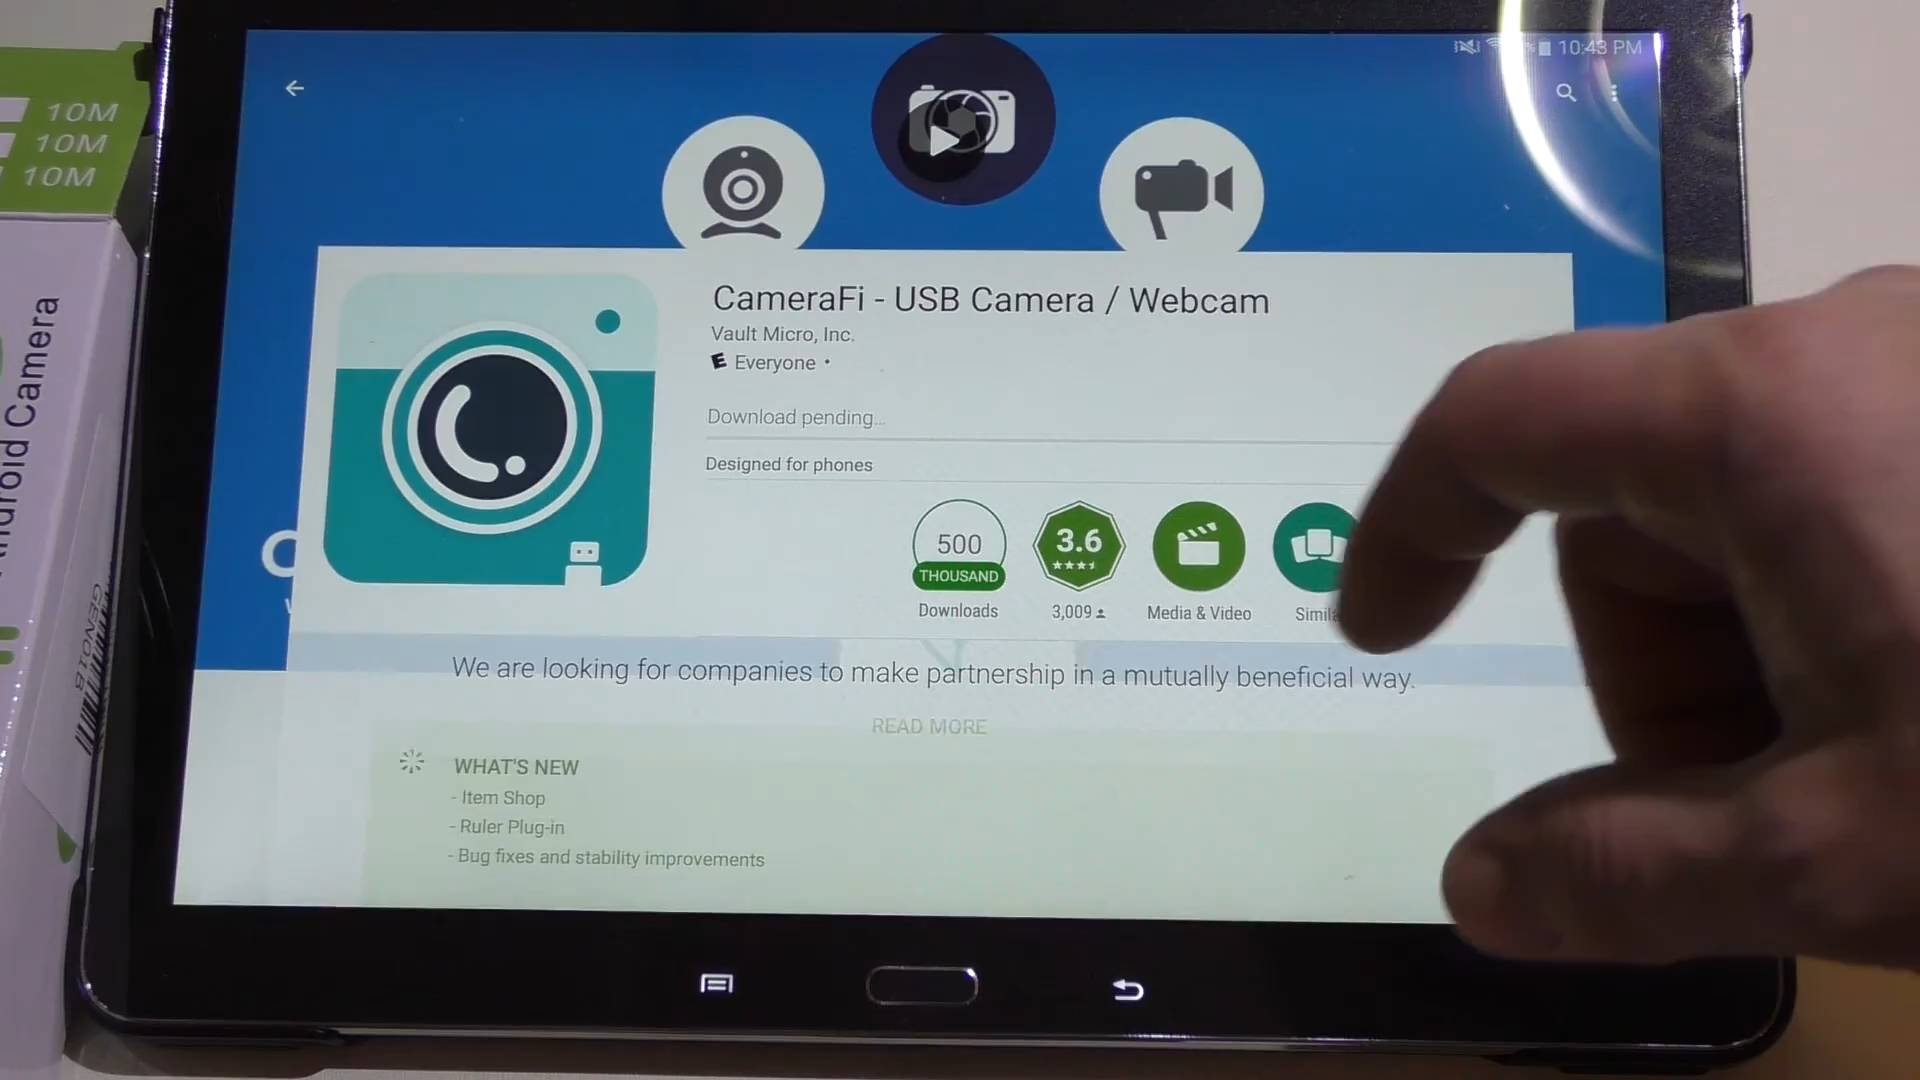 10M
10M
10M
Android Camera
GEN01B
10:43 PM
CameraFi - USB Camera / Webcam
Vault Micro, Inc.
E Everyone •
Download pending...
Designed for phones
500
THOUSAND
Downloads
3.6
3,009
Media & Video
We are looking for companies to make partnership in a mutually beneficial way.
READ MORE
WHAT'S NEW
- Item Shop
- Ruler Plug-in
- Bug fixes and stability improvements